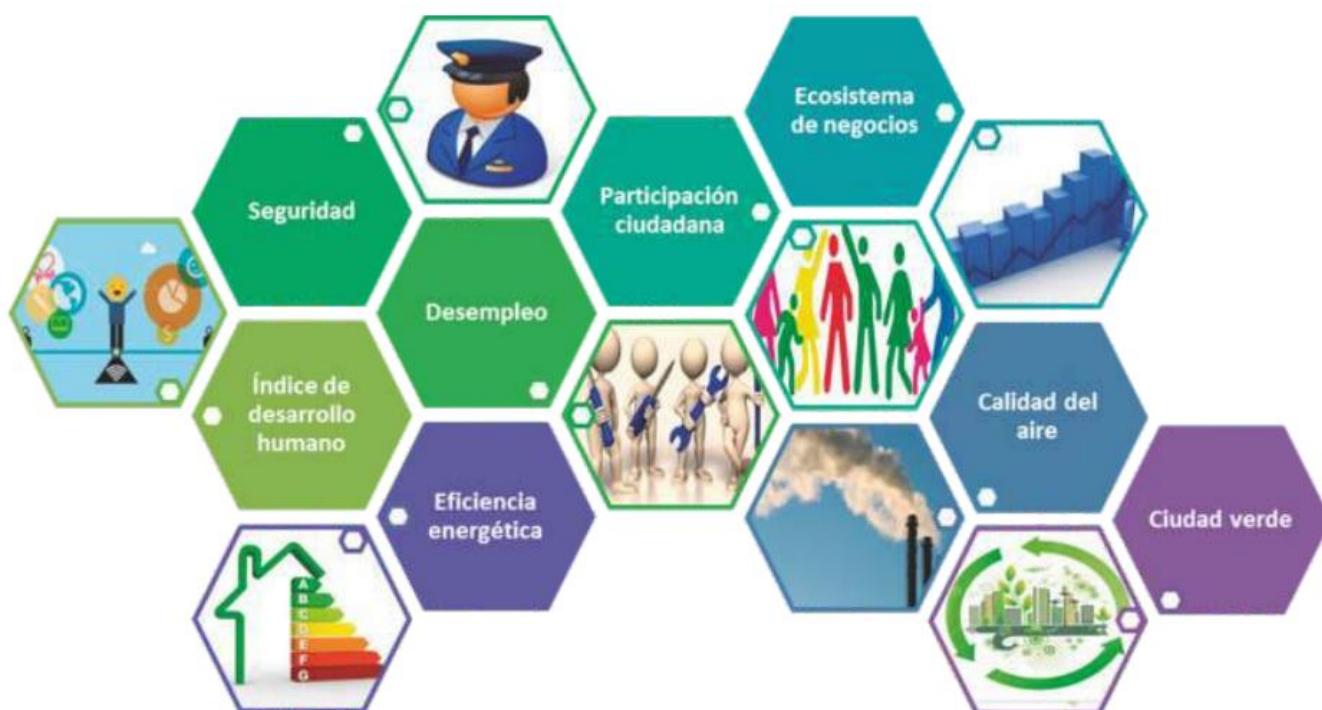 Ecosistema
de negocios
Seguridad
Participación
ciudadana
Desempleo
Índice de
desarrollo
humano
Calidad del
aire
Eficiencia
energética
Ciudad verde
A
B
C
D
E
F
G